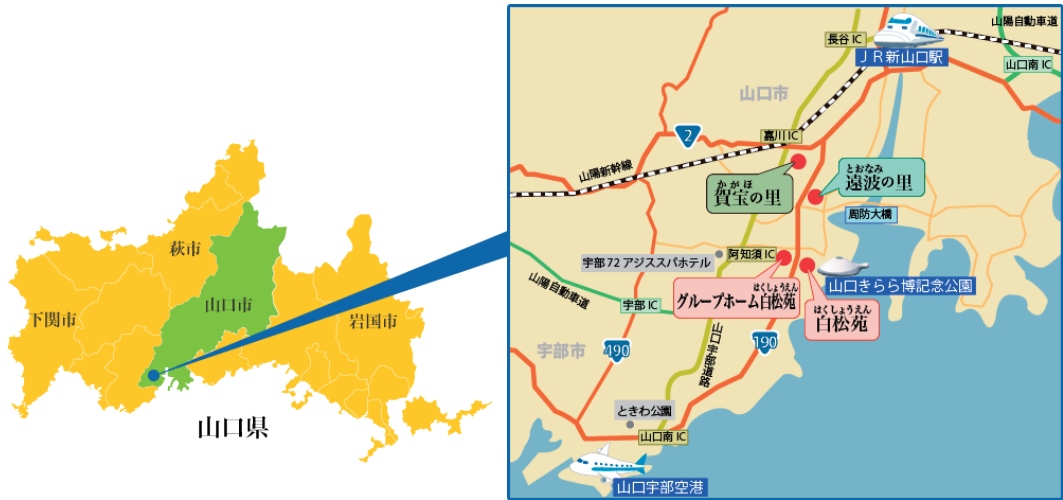 萩市
山口市
下関市
岩国市
山口県
山陽自動車道
長谷IC
JR新山口駅
山口南IC
山口市
2
嘉川IC
山陽新幹線
かがほ
賀宝の里
とおなみ
遠波の里
周防大橋
宇部72アジススパホテル
阿知須IC
山陽自動車道
はくしょうえん
グループホーム白松苑
山口きらら博記念公園
はくしょうえん
白松苑
宇部IC
宇部市
490
山口宇部道路
190
ときわ公園
山口南IC
山口宇部空港